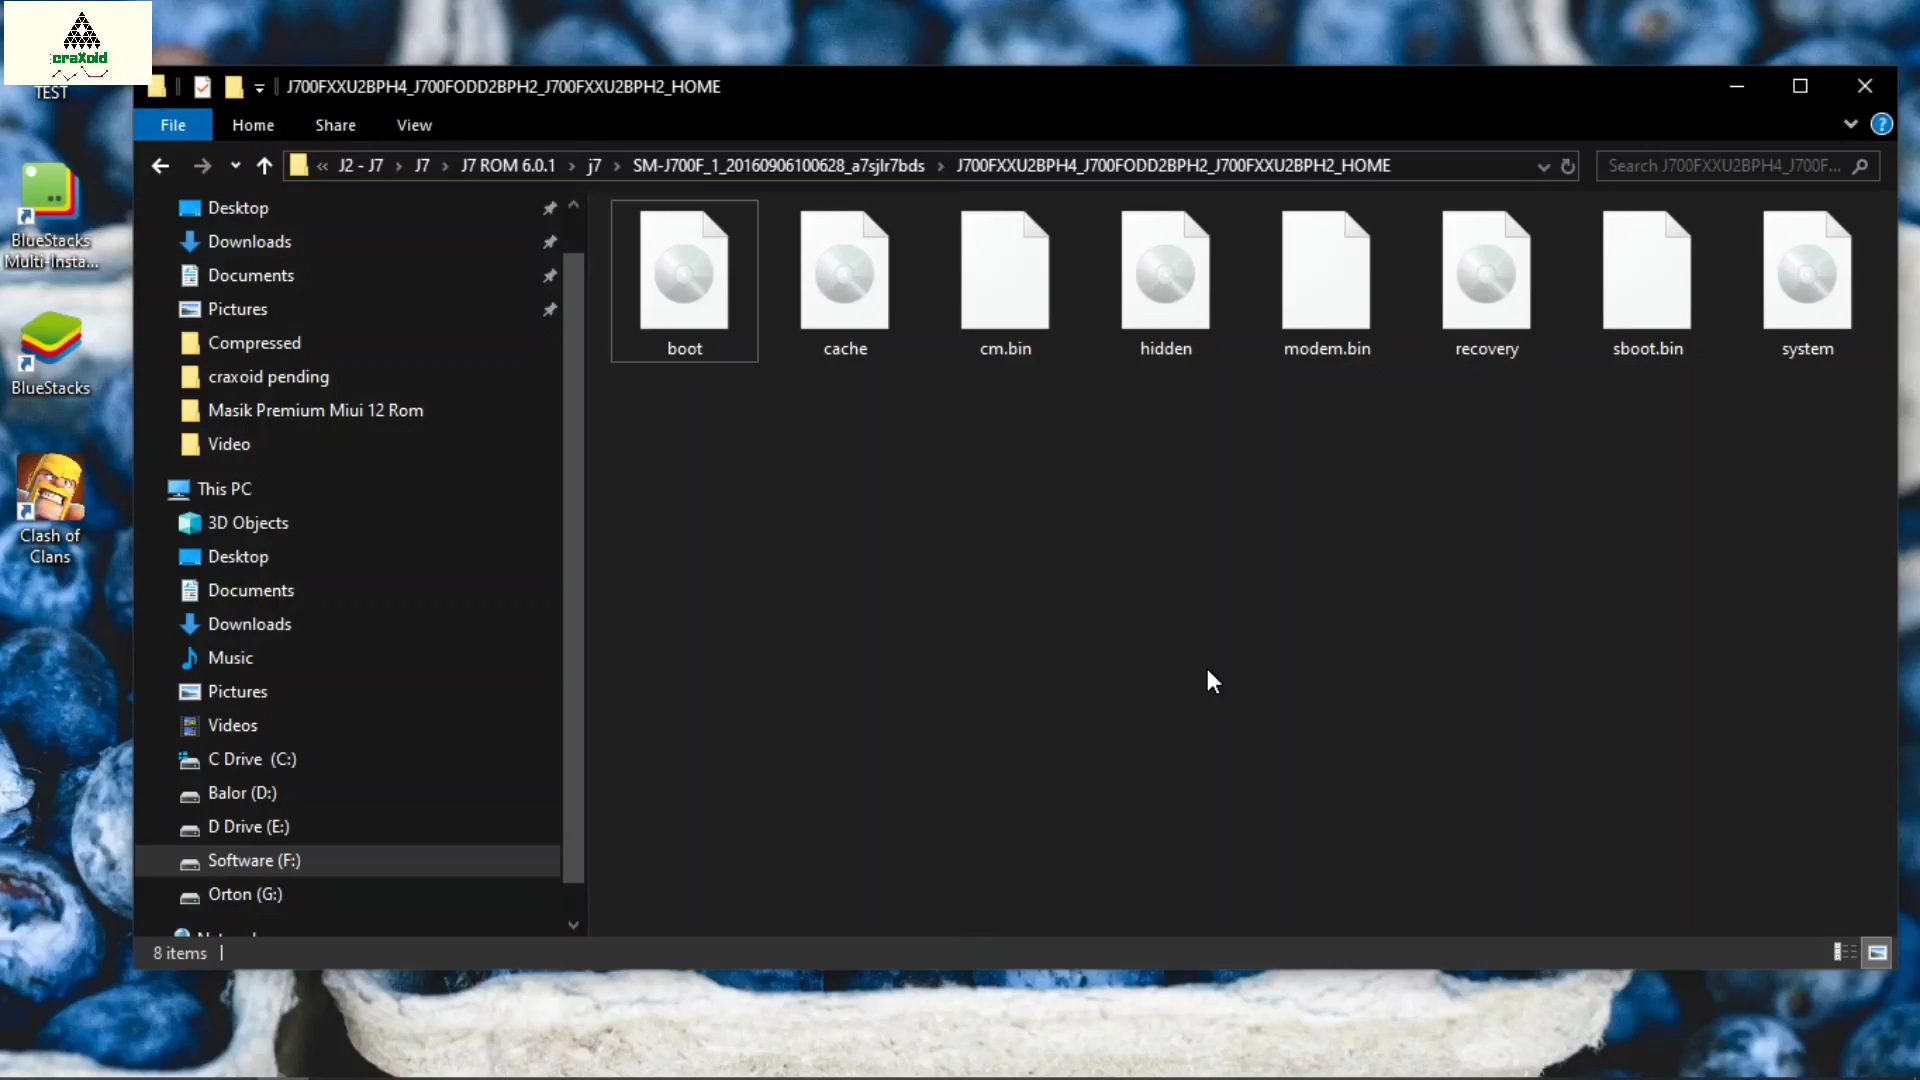 craXoid
TEST
BlueStacks
Multi-Insta...
BlueStacks
Clash of
Clans
J700FXXU2BPH4_J700FODD2BPH2_J700FXXU2BPH2_HOME
File Home Share View
« J2 - J7 › J7 › J7 ROM 6.0.1 › j7 › SM-J700F_1_20160906100628_a7sjlr7bds › J700FXXU2BPH4_J700FODD2BPH2_J700FXXU2BPH2_HOME
Search J700FXXU2BPH4_J700F...
Desktop
Downloads
Documents
Pictures
Compressed
craxoid pending
Masik Premium Miui 12 Rom
Video
This PC
3D Objects
Desktop
Documents
Downloads
Music
Pictures
Videos
C Drive (C:)
Balor (D:)
D Drive (E:)
Software (F:)
Orton (G:)
boot cache cm.bin hidden modem.bin recovery sboot.bin system
8 items